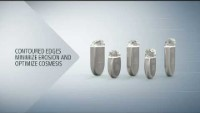 CONTOURED EDGES
MINIMIZE EROSION AND
OPTIMIZE COSMESIS